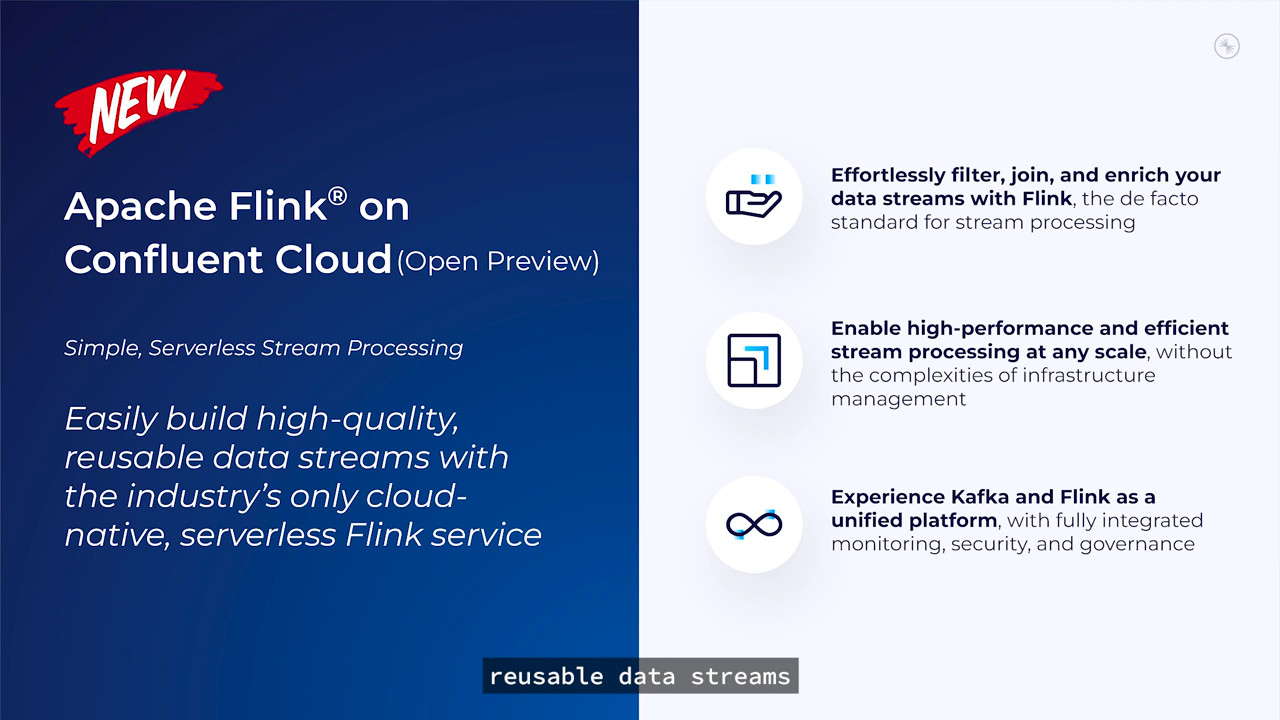 NEW
Apache Flink® on
Confluent Cloud (Open Preview)
Simple, Serverless Stream Processing
Easily build high-quality,
reusable data streams with
the industry’s only cloud-
native, serverless Flink service
Effortlessly filter, join, and enrich your
data streams with Flink, the de facto
standard for stream processing
Enable high-performance and efficient
stream processing at any scale, without
the complexities of infrastructure
management
Experience Kafka and Flink as a
unified platform, with fully integrated
monitoring, security, and governance
reusable data streams